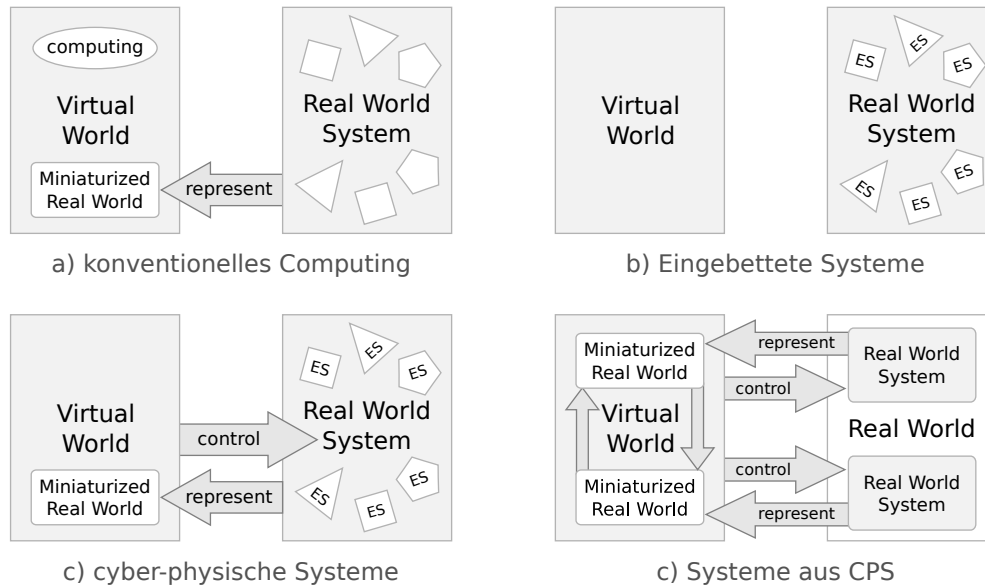 computing
Virtual
World
Miniaturized
Real World
represent
Real World
System
a) konventionelles Computing
Virtual
World
ES
ES
ES
Real World
System
ES
ES
ES
b) Eingebettete Systeme
Virtual
World
Miniaturized
Real World
control
represent
ES
ES
ES
Real World
System
ES
ES
ES
c) cyber-physische Systeme
Miniaturized
Real World
Virtual
World
Miniaturized
Real World
represent
control
control
represent
Real World
System
Real World
Real World
System
c) Systeme aus CPS